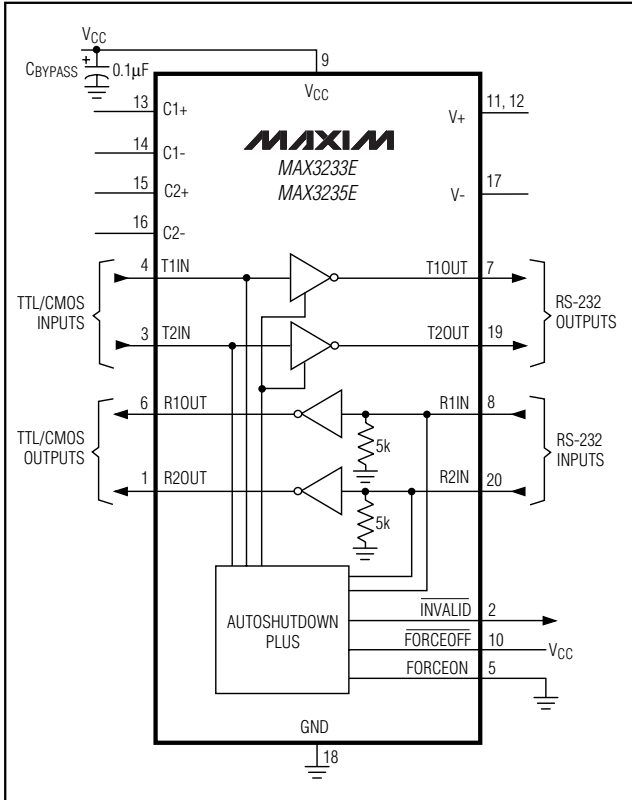 VCC
+
CBYPASS 0.1µF
9
VCC
13 C1+
V+ 11, 12
MAXIM
14 C1-
MAX3233E
15 C2+
MAX3235E
V- 17
16 C2-
4 T1IN T1OUT 7
TTL/CMOS
INPUTS
RS-232
OUTPUTS
3 T2IN T2OUT 19
6 R1OUT R1IN 8
5k
TTL/CMOS
OUTPUTS
RS-232
INPUTS
1 R2OUT R2IN 20
5k
AUTOSHUTDOWN
PLUS
INVALID 2
FORCEOFF 10 VCC
FORCEON 5
GND
18